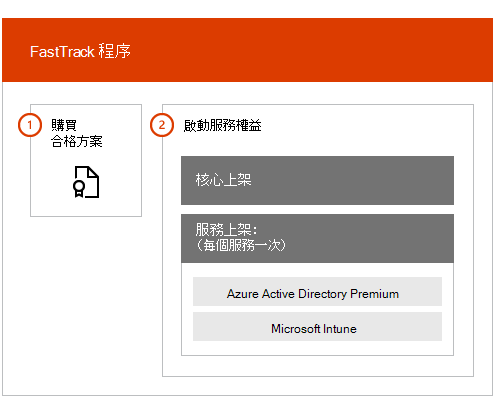 FastTrack 程序
1
購買
合格方案
2
啟動服務權益
核心上架
服務上架:
(每個服務一次)
Azure Active Directory Premium
Microsoft Intune